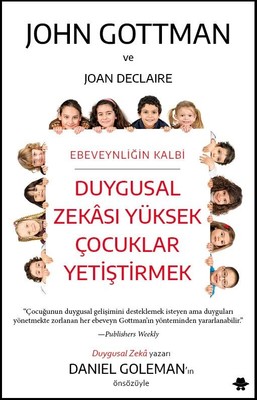 JOHN GOTTMAN
ve
JOAN DECLAIRE
EBEVEYNLİĞİN KALBİ
DUYGUSAL
ZEKÂSI YÜKSEK
ÇOCUKLAR
YETİŞTİRMEK
“Çocuğunun duygusal gelişimini desteklemek isteyen ama duyguları
yönetmekte zorlanan her ebeveyn Gottman’ın yönteminden yararlanabilir.”
—Publishers Weekly
Duygusal Zekâ yazarı
DANIEL GOLEMAN’ın
önsözüyle